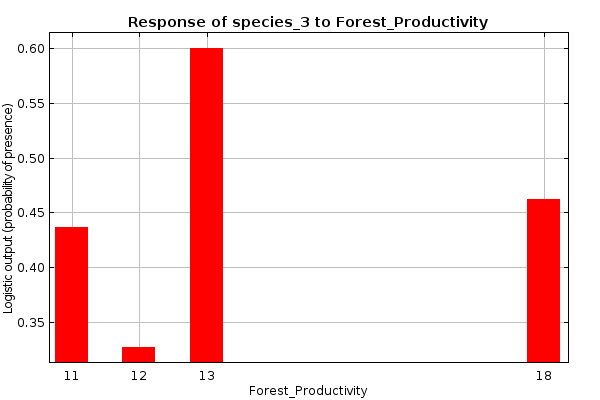 Response of species_3 to Forest_Productivity
Logistic output (probability of presence)
0.60
0.55
0.50
0.45
0.40
0.35
11 12 13 18
Forest_Productivity